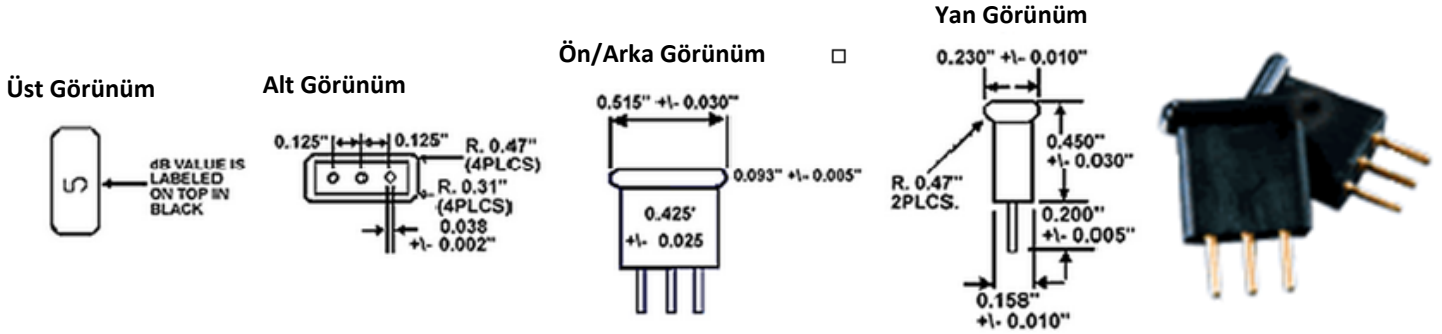 Üst Görünüm
5
dB VALUE IS
LABELED
ON TOP IIN
BLACK
Alt Görünüm
0.125" 0.125"
R. 0.47"
(4PLCS)
R. 0.31"
(4PLCS)
0.038
+\- 0.002"
Ön/Arka Görünüm
0.515" +\- 0.030"
0.093" +\- 0.005"
0.425'
+\- 0.025
Yan Görünüm
0.230" +\- 0.010"
0.450"
+\- 0.030"
R. 0.47"
2PLCS.
0.200"
+\- 0.005"
0.158"
+\- 0.010"